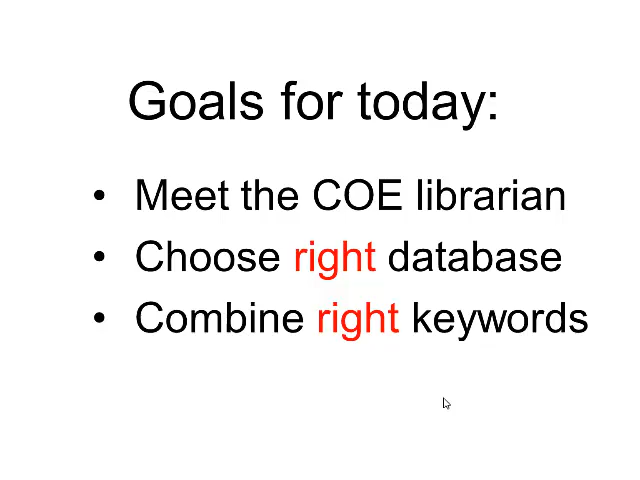 Goals for today:
• Meet the COE librarian
• Choose right database
• Combine right keywords